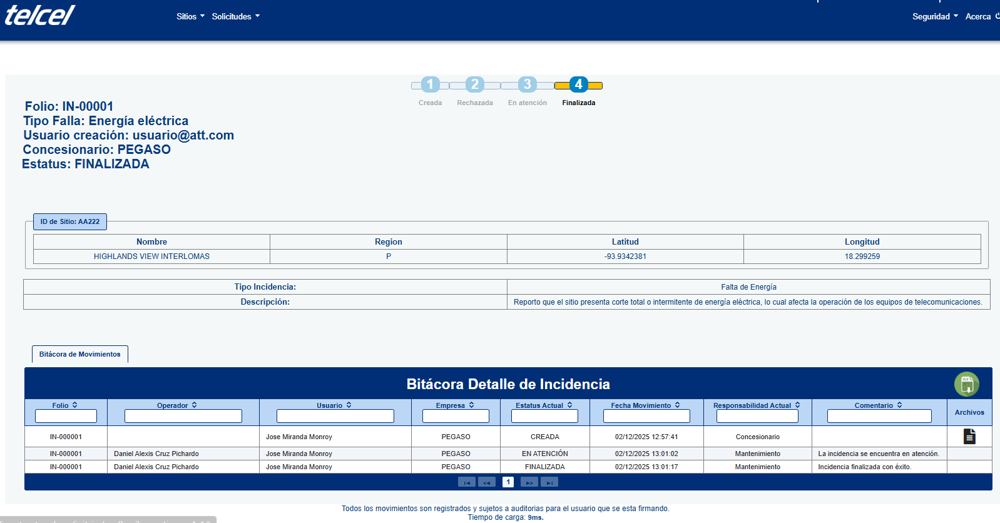 telcel
Sitios Solicitudes Seguridad Acerca
1 2 3 4
Creada Rechazada En atención Finalizada
Folio: IN-00001
Tipo Falla: Energía eléctrica
Usuario creación: usuario@att.com
Concesionario: PEGASO
Estatus: FINALIZADA
ID de Sitio: AA222
Nombre Region Latitud Longitud
HIGHLANDS VIEW INTERLOMAS P -93.9342381 18.299259
Tipo Incidencia: Falta de Energía
Descripción: Reporto que el sitio presenta corte total o intermitente de energía eléctrica, lo cual afecta la operación de los equipos de telecomunicaciones.
Bitácora de Movimientos
Bitácora Detalle de Incidencia
Folio Operador Usuario Empresa Estatus Actual Fecha Movimiento Responsabilidad Actual Comentario Archivos
IN-000001 Jose Miranda Monroy PEGASO CREADA 02/12/2025 12:57:41 Concesionario
IN-000001 Daniel Alexis Cruz Pichardo Jose Miranda Monroy PEGASO EN ATENCIÓN 02/12/2025 13:01:02 Mantenimiento La incidencia se encuentra en atención.
IN-000001 Daniel Alexis Cruz Pichardo Jose Miranda Monroy PEGASO FINALIZADA 02/12/2025 13:01:17 Mantenimiento Incidencia finalizada con éxito.
1
Todos los movimientos son registrados y sujetos a auditorias para el usuario que se esta firmando.
Tiempo de carga: 9ms.